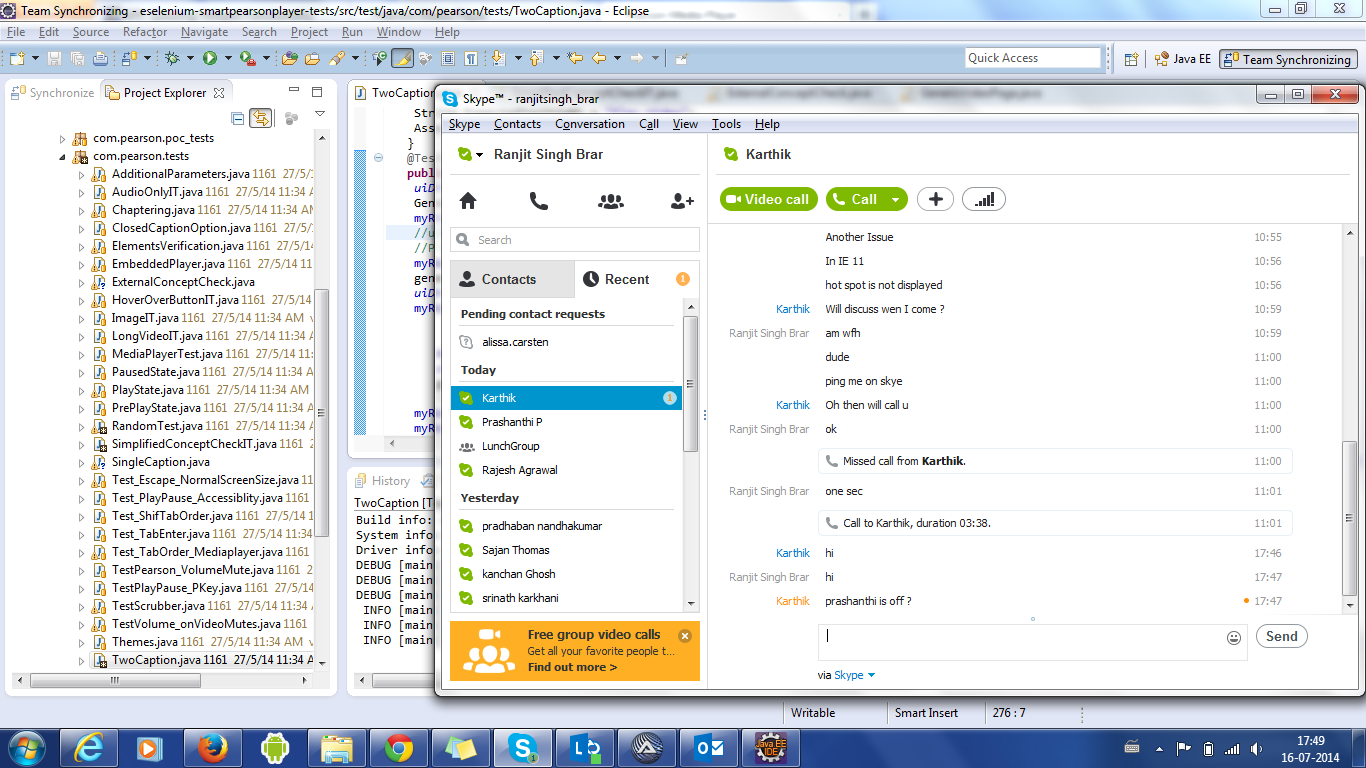 Team Synchronizing - eselenium-smartpearsonplayer-tests/src/test/java/com/pearson/tests/TwoCaption.java - Eclipse
File Edit Source Refactor Navigate Search Project Run Window Help
Quick Access
Java EE
Team Synchronizing
Synchronize
Project Explorer
com.pearson.poc_tests
com.pearson.tests
AdditionalParameters.java 1161 27/5/1
AudioOnlyIT.java 1161 27/5/14 11:34 A
Chaptering.java 1161 27/5/14 11:34 AM
ClosedCaptionOption.java 1161 27/5/14
ElementsVerification.java 1161 27/5/14
EmbeddedPlayer.java 1161 27/5/14 11
ExternalConceptCheck.java
HoverOverButtonIT.java 1161 27/5/14
ImageIT.java 1161 27/5/14 11:34 AM v
LongVideoIT.java 1161 27/5/14 11:34 A
MediaPlayerTest.java 1161 27/5/14 11:
PausedState.java 1161 27/5/14 11:34 A
PlayState.java 1161 27/5/14 11:34 AM
PrePlayState.java 1161 27/5/14 11:34 A
RandomTest.java 1161 27/5/14 11:34 A
SimplifiedConceptCheckIT.java 1161 2
SingleCaption.java
Test_Escape_NormalScreenSize.java 116
Test_PlayPause_Accessiblity.java 1161
Test_ShifTabOrder.java 1161 27/5/14 1
Test_TabEnter.java 1161 27/5/14 11:34
Test_TabOrder_Mediaplayer.java 1161
TestPearson_VolumeMute.java 1161 27
TestPlayPause_PKey.java 1161 27/5/14
TestScrubber.java 1161 27/5/14 11:34 A
TestVolume_onVideoMutes.java 1161
Themes.java 1161 27/5/14 11:34 AM v
TwoCaption.java 1161 27/5/14 11:34 A
TwoCaption
Str
Ass
}
@Tes
publ
uiD
Gen
myR
//u
//P
myR
gen
uiD
myR
myR
myR
History
TwoCaption [T
Build info:
System info
Driver info
DEBUG [main
DEBUG [main
DEBUG [main
INFO [main
INFO [main
INFO [main
Skype™ - ranjitsingh_brar
Skype Contacts Conversation Call View Tools Help
Ranjit Singh Brar
Search
Contacts
Recent 1
Pending contact requests
alissa.carsten
Today
Karthik 1
Prashanthi P
LunchGroup
Rajesh Agrawal
Yesterday
pradhaban nandhakumar
Sajan Thomas
kanchan Ghosh
srinath karkhani
Free group video calls
Get all your favorite people t...
Find out more >
Karthik
Video call
Call
Another Issue 10:55
In IE 11 10:56
hot spot is not displayed 10:56
Karthik Will discuss wen I come ? 10:59
Ranjit Singh Brar am wfh 10:59
dude 11:00
ping me on skye 11:00
Karthik Oh then will call u 11:00
Ranjit Singh Brar ok 11:00
Missed call from Karthik. 11:00
Ranjit Singh Brar one sec 11:01
Call to Karthik, duration 03:38. 11:01
Karthik hi 17:46
Ranjit Singh Brar hi 17:47
Karthik prashanthi is off ? 17:47
Send
via Skype
Writable
Smart Insert
276 : 7
Java EE
IDE
17:49
16-07-2014